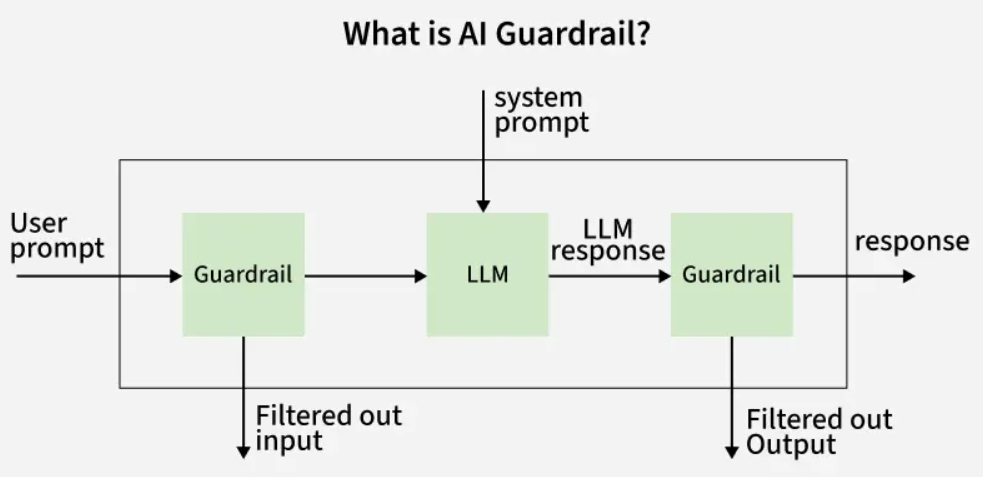 What is AI Guardrail?
system
prompt
User
prompt
Guardrail
LLM
LLM
response
Guardrail
response
Filtered out
input
Filtered out
Output